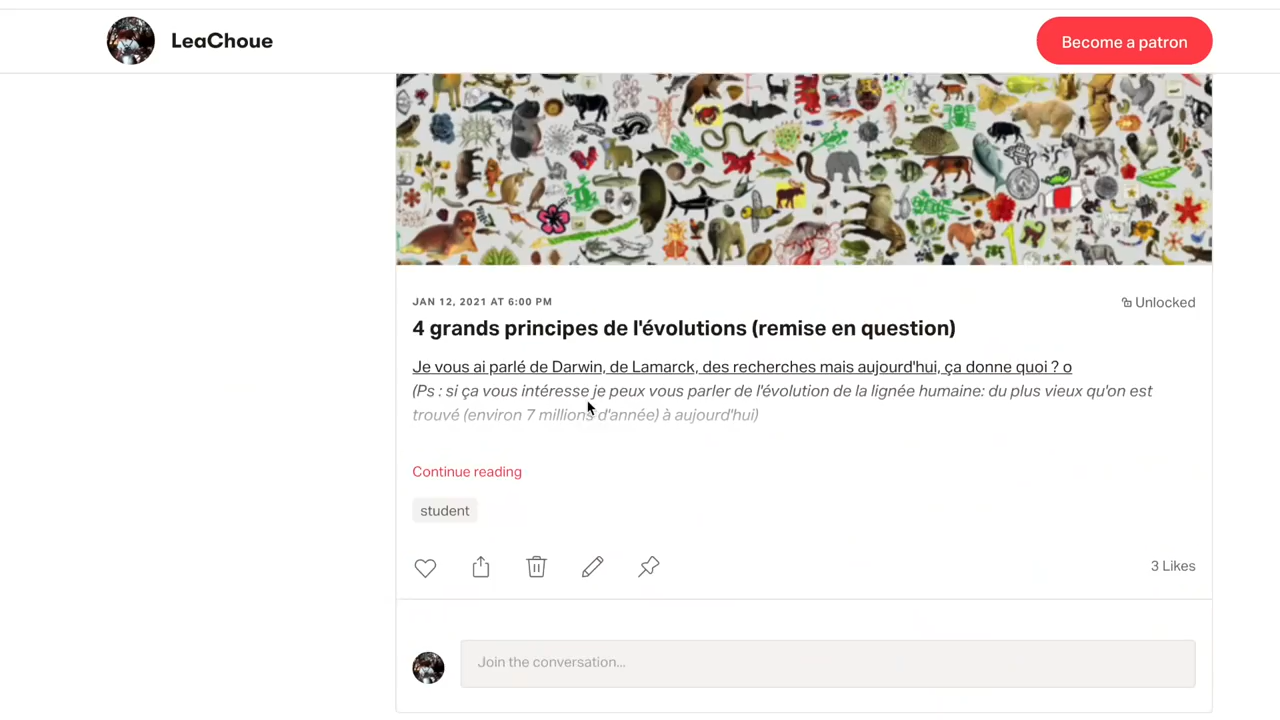 LeaChoue
Become a patron
JAN 12, 2021 AT 6:00 PM
Unlocked
4 grands principes de l'évolutions (remise en question)
Je vous ai parlé de Darwin, de Lamarck, des recherches mais aujourd'hui, ça donne quoi ? o
(Ps : si ça vous intéresse je peux vous parler de l'évolution de la lignée humaine: du plus vieux qu'on est
trouvé (environ 7 millions d'année) à aujourd'hui)
Continue reading
student
3 Likes
Join the conversation...